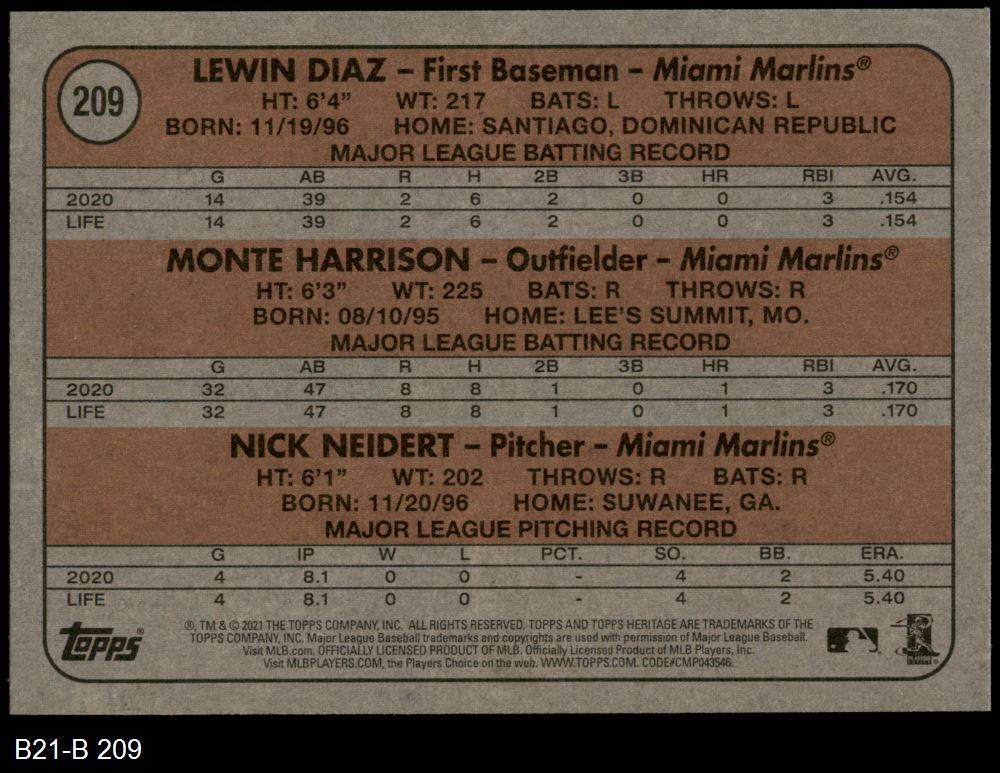 209
LEWIN DIAZ – First Baseman – Miami Marlins®
HT: 6'4" WT: 217 BATS: L THROWS: L
BORN: 11/19/96 HOME: SANTIAGO, DOMINICAN REPUBLIC
MAJOR LEAGUE BATTING RECORD
G AB R H 2B 3B HR RBI AVG.
2020 14 39 2 6 2 0 0 3 .154
LIFE 14 39 2 6 2 0 0 3 .154
MONTE HARRISON – Outfielder – Miami Marlins®
HT: 6'3" WT: 225 BATS: R THROWS: R
BORN: 08/10/95 HOME: LEE'S SUMMIT, MO.
MAJOR LEAGUE BATTING RECORD
G AB R H 2B 3B HR RBI AVG.
2020 32 47 8 8 1 0 1 3 .170
LIFE 32 47 8 8 1 0 1 3 .170
NICK NEIDERT – Pitcher – Miami Marlins®
HT: 6'1" WT: 202 THROWS: R BATS: R
BORN: 11/20/96 HOME: SUWANEE, GA.
MAJOR LEAGUE PITCHING RECORD
G IP W L PCT. SO. BB. ERA.
2020 4 8.1 0 0 - 4 2 5.40
LIFE 4 8.1 0 0 - 4 2 5.40
Topps®
®, TM & © 2021 THE TOPPS COMPANY, INC. ALL RIGHTS RESERVED. TOPPS AND TOPPS HERITAGE ARE TRADEMARKS OF THE
TOPPS COMPANY, INC. Major League Baseball trademarks and copyrights are used with permission of Major League Baseball.
Visit MLB.com. OFFICIALLY LICENSED PRODUCT OF MLB. Officially Licensed Product of MLB Players, Inc.
Visit MLBPLAYERS.COM, the Players Choice on the web. WWW.TOPPS.COM. CODE#CMP043546.
B21-B 209